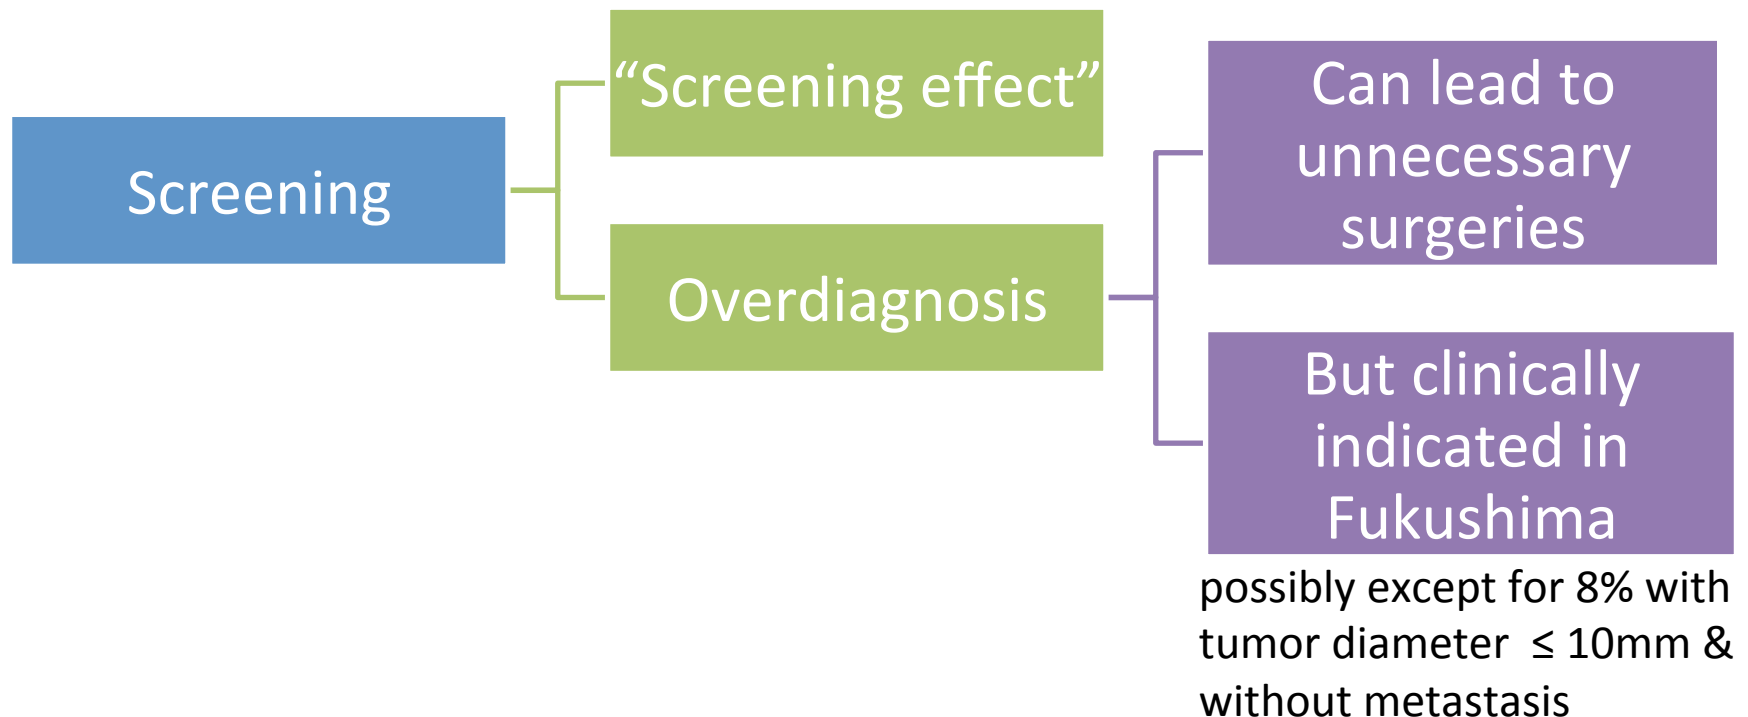 Screening
“Screening effect”
Overdiagnosis
Can lead to
unnecessary
surgeries
But clinically
indicated in
Fukushima
possibly except for 8% with
tumor diameter ≤ 10mm &
without metastasis